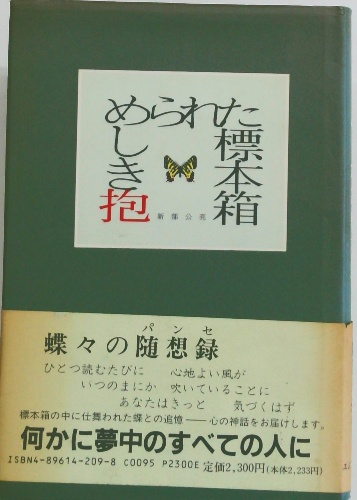 抱きしめられた標本箱
新部公亮
パンセ
蝶々の随想録
ひとつ読むたびに 心地よい風が
いつのまにか 吹いていることに
あなたはきっと 気づくはず
標本箱の中に仕舞われた蝶との追憶――心の神話をお届けします。
何かに夢中のすべての人に
ISBN4-89614-209-8 C0095 P2300E 定価2,300円(本体2,233円)